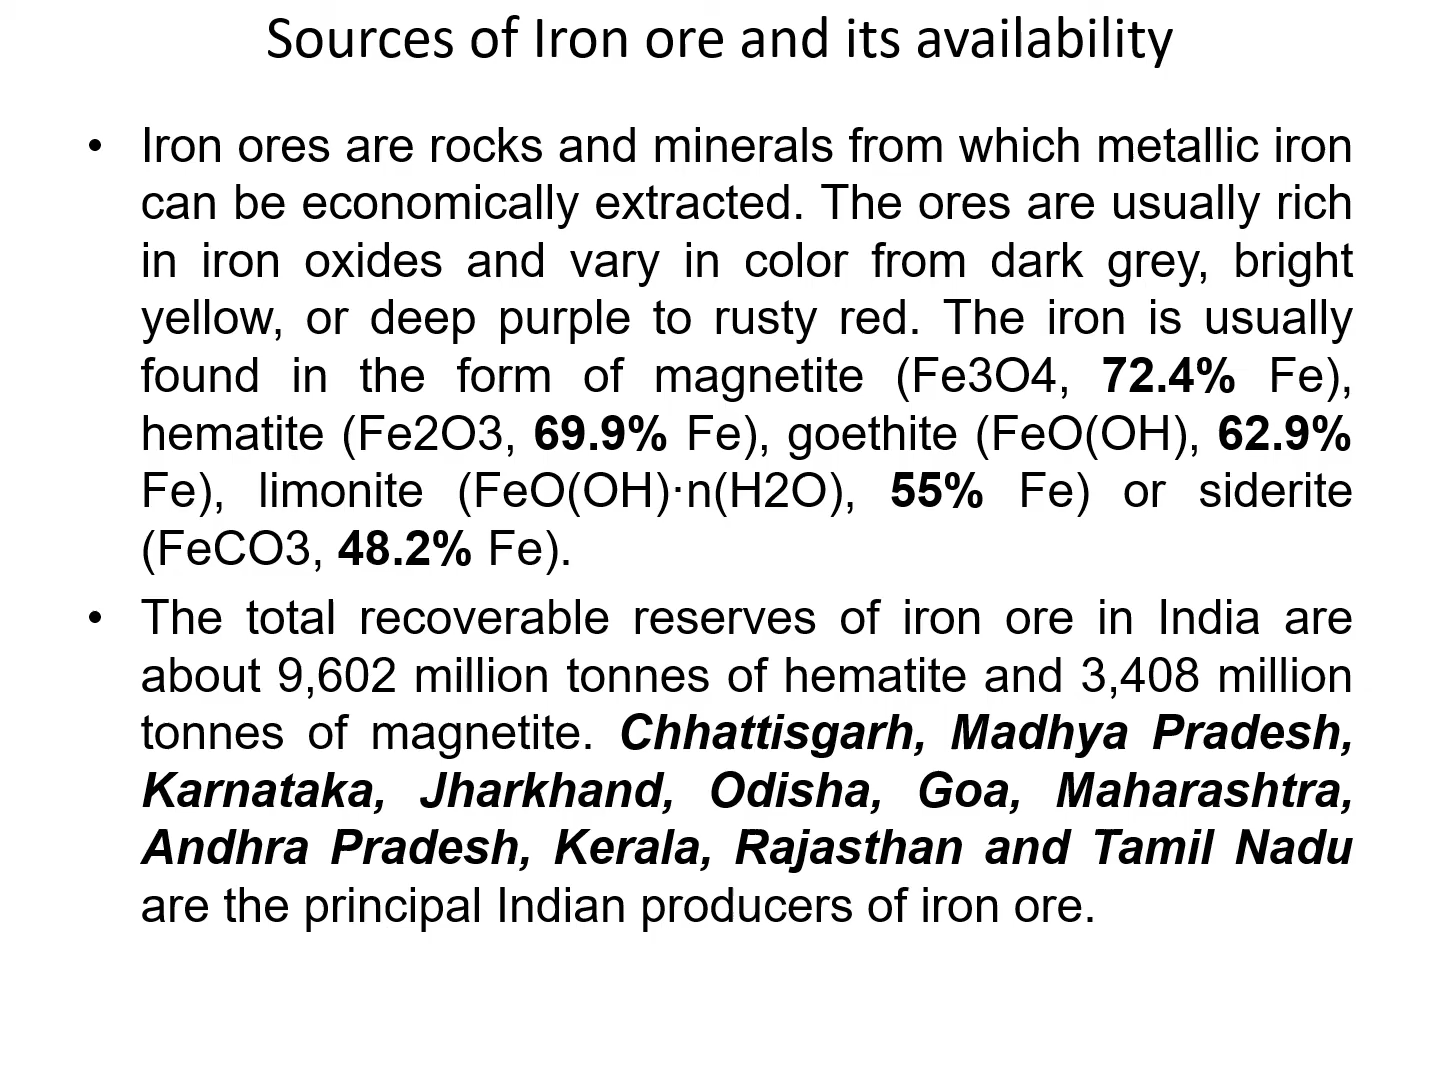 Sources of Iron ore and its availability
• Iron ores are rocks and minerals from which metallic iron
can be economically extracted. The ores are usually rich
in iron oxides and vary in color from dark grey, bright
yellow, or deep purple to rusty red. The iron is usually
found in the form of magnetite (Fe3O4, 72.4% Fe),
hematite (Fe2O3, 69.9% Fe), goethite (FeO(OH), 62.9%
Fe), limonite (FeO(OH)·n(H2O), 55% Fe) or siderite
(FeCO3, 48.2% Fe).
• The total recoverable reserves of iron ore in India are
about 9,602 million tonnes of hematite and 3,408 million
tonnes of magnetite. Chhattisgarh, Madhya Pradesh,
Karnataka, Jharkhand, Odisha, Goa, Maharashtra,
Andhra Pradesh, Kerala, Rajasthan and Tamil Nadu
are the principal Indian producers of iron ore.